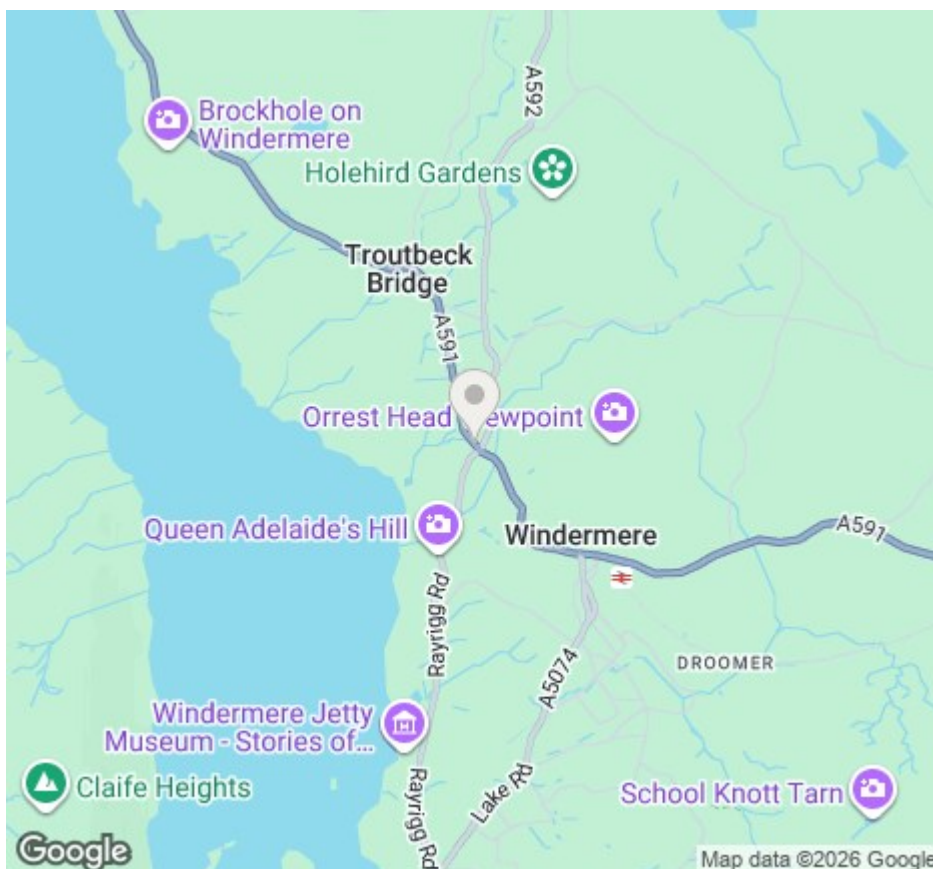 A592
Brockhole on
Windermere
Holehird Gardens
Troutbeck
Bridge
A591
Orrest Head ewpoint
Queen Adelaide's Hill
Windermere
A591
Rayrigg Rd
A5074
DROOMER
Windermere Jetty
Museum - Stories of...
Rayrigg Rd
Lake Rd
Claife Heights
School Knott Tarn
Google
Map data ©2026 Google